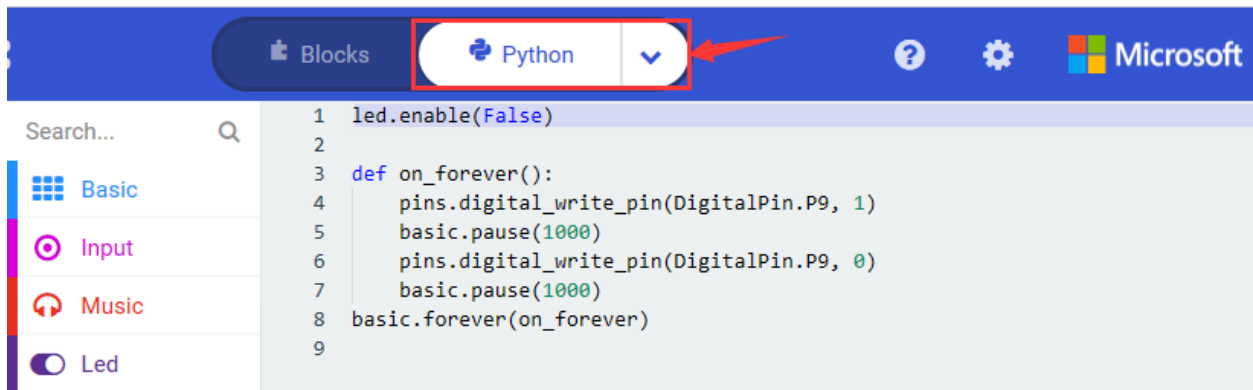 Blocks
Python
Microsoft
Search...
Basic
Input
Music
Led
1 led.enable(False)
2
3 def on_forever():
4     pins.digital_write_pin(DigitalPin.P9, 1)
5     basic.pause(1000)
6     pins.digital_write_pin(DigitalPin.P9, 0)
7     basic.pause(1000)
8 basic.forever(on_forever)
9